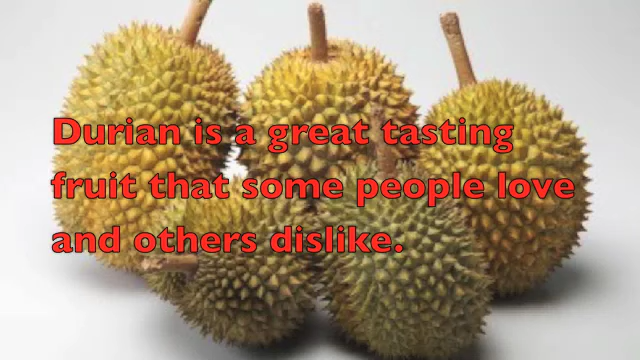 Durian is a great tasting
fruit that some people love
and others dislike.